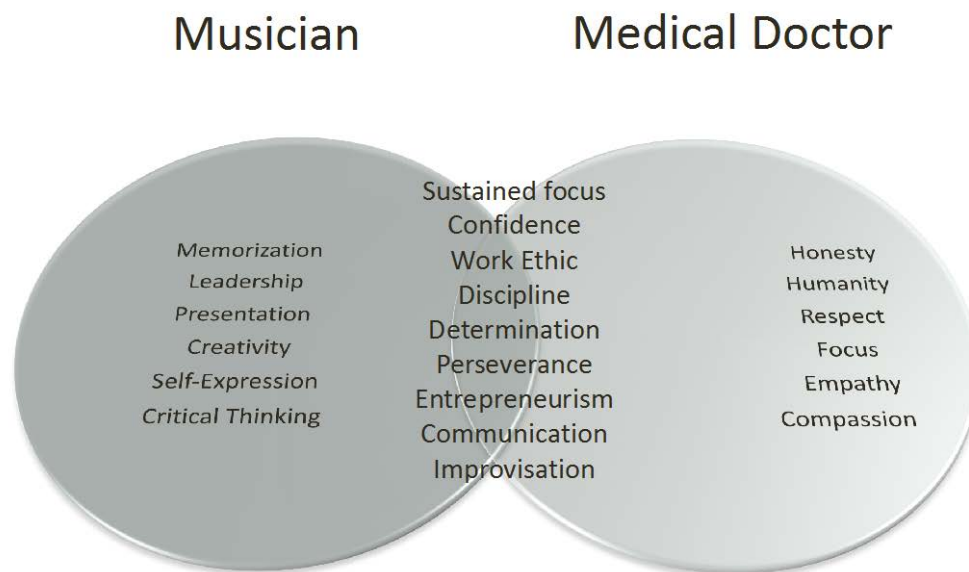 Musician
Medical Doctor
Memorization
Leadership
Presentation
Creativity
Self-Expression
Critical Thinking
Sustained focus
Confidence
Work Ethic
Discipline
Determination
Perseverance
Entrepreneurism
Communication
Improvisation
Honesty
Humanity
Respect
Focus
Empathy
Compassion